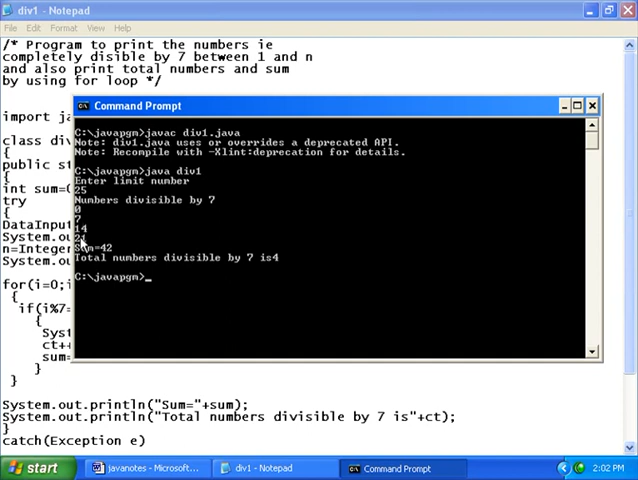 div1 - Notepad
File Edit Format View Help
/* Program to print the numbers ie
completely disible by 7 between 1 and n
and also print total numbers and sum
by using for loop */
import ja
class div
{
public st
int sum=0
try
{
DataInput
System.ou
n=Integer
System.ou
for(i=0;i
{
if(i%7=
{
Syst
ct++
sum=
}
}
System.out.println("Sum="+sum);
System.out.println("Total numbers divisible by 7 is"+ct);
}
catch(Exception e)
Command Prompt
C:\javapgm>javac div1.java
Note: div1.java uses or overrides a deprecated API.
Note: Recompile with -Xlint:deprecation for details.
C:\javapgm>java div1
Enter limit number
25
Numbers divisible by 7
0
7
14
21
Sum=42
Total numbers divisible by 7 is4
C:\javapgm>_
start
javanotes - Microsoft...
div1 - Notepad
Command Prompt
2:02 PM